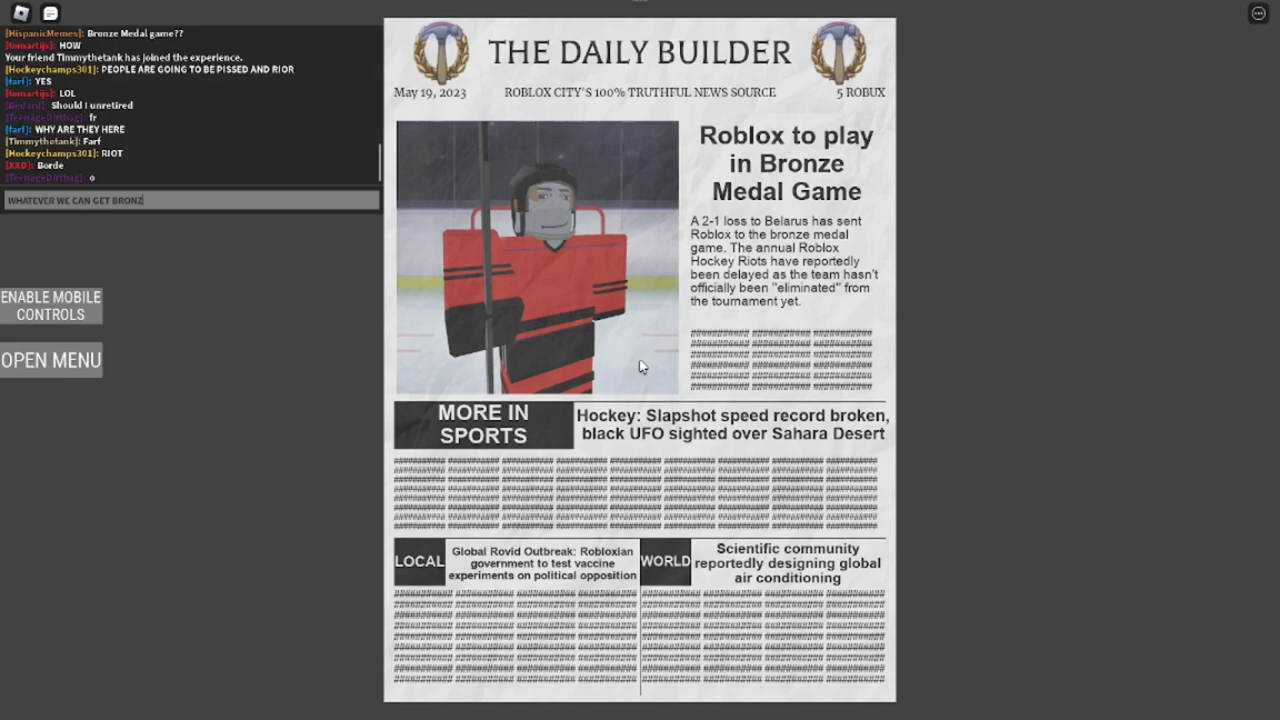 [HispanicMemes]: Bronze Medal game??
[tomartijs]: HOW
Your friend Timmythetank has joined the experience.
[Hockeychamps301]: PEOPLE ARE GOING TO BE PISSED AND RIOR
[farf]: YES
[tomartijs]: LOL
[Bedard]: Should I unretired
[TeenageDirtbag]: fr
[farf]: WHY ARE THEY HERE
[Timmythetank]: Farf
[Hockeychamps301]: RIOT
[XXD]: Borde
[TeenageDirtbag]: o
WHATEVER WE CAN GET BRONZ
ENABLE MOBILE
CONTROLS
OPEN MENU
THE DAILY BUILDER
May 19, 2023
ROBLOX CITY'S 100% TRUTHFUL NEWS SOURCE
5 ROBUX
Roblox to play
in Bronze
Medal Game
A 2-1 loss to Belarus has sent
Roblox to the bronze medal
game. The annual Roblox
Hockey Riots have reportedly
been delayed as the team hasn't
officially been "eliminated" from
the tournament yet.
MORE IN
SPORTS
Hockey: Slapshot speed record broken,
black UFO sighted over Sahara Desert
LOCAL
Global Rovid Outbreak: Robloxian
government to test vaccine
experiments on political opposition
WORLD
Scientific community
reportedly designing global
air conditioning